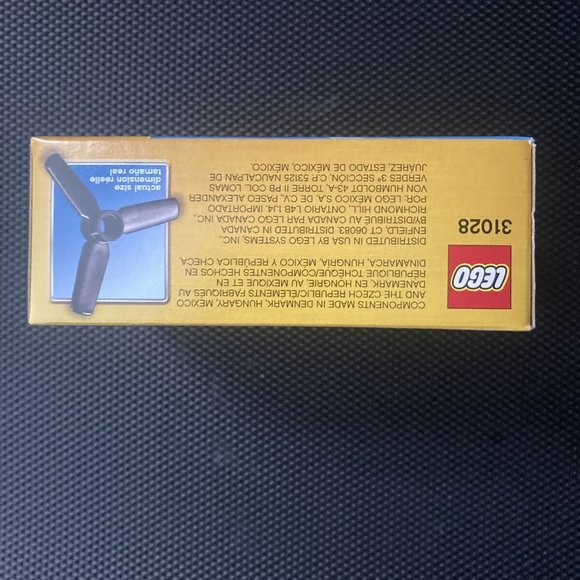 LEGO
31028
COMPONENTS MADE IN DENMARK, HUNGARY, MEXICO
AND THE CZECH REPUBLIC/ÉLÉMENTS FABRIQUÉS AU
DANEMARK, EN HONGRIE, AU MEXIQUE ET EN
RÉPUBLIQUE TCHÈQUE/COMPONENTES HECHOS EN
DINAMARCA, HUNGRÍA, MÉXICO Y REPÚBLICA CHECA
DISTRIBUTED IN USA BY LEGO SYSTEMS, INC.,
ENFIELD, CT 06083 DISTRIBUTED IN CANADA
BY/DISTRIBUÉ AU CANADA PAR LEGO CANADA INC.,
RICHMOND HILL, ONTARIO L4B 1J4. IMPORTADO
POR: LEGO MÉXICO S.A. DE C.V., PASEO ALEXANDER
VON HUMBOLDT 43-A, TORRE II PB COL. LOMAS
VERDES 3ª SECCIÓN, C.P. 53125 NAUCALPAN DE
JUÁREZ, ESTADO DE MÉXICO, MÉXICO
actual size
dimension réelle
tamaño real